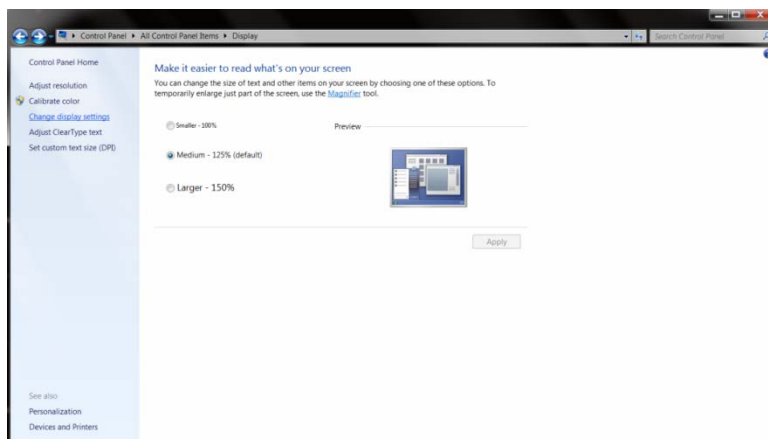 Control Panel ▸ All Control Panel Items ▸ Display
Search Control Panel
Control Panel Home
Adjust resolution
Calibrate color
Change display settings
Adjust ClearType text
Set custom text size (DPI)
Make it easier to read what's on your screen
You can change the size of text and other items on your screen by choosing one of these options. To
temporarily enlarge just part of the screen, use the Magnifier tool.
Smaller - 100%
Preview
Medium - 125% (default)
Larger - 150%
Apply
See also
Personalization
Devices and Printers